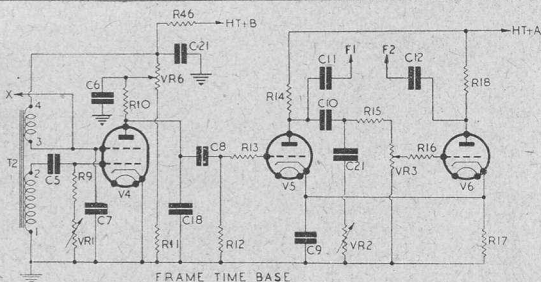 R46
HT+B
C21
C6
R10
VR6
X
4
3
T2
2
1
C5
R9
V4
C7
VR1
C18
C8
R11
R12
R13
R14
C11
F1
F2
C12
HT+A
R18
C10
R15
C21
VR3
R16
V5
V6
C9
VR2
R17
FRAME TIME BASE